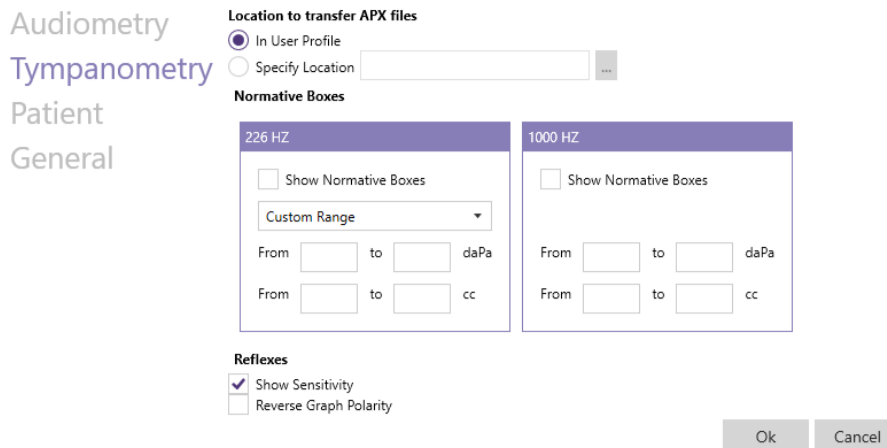 Audiometry
Tympanometry
Patient
General
Location to transfer APX files
In User Profile
Specify Location ...
Normative Boxes
226 HZ
Show Normative Boxes
Custom Range
From to daPa
From to cc
1000 HZ
Show Normative Boxes
From to daPa
From to cc
Reflexes
Show Sensitivity
Reverse Graph Polarity
Ok Cancel